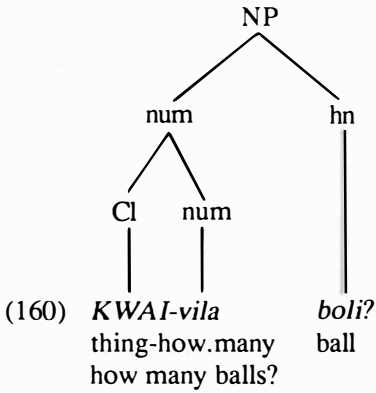 NP
num hn
Cl num
(160) KWAI-vila boli?
thing-how.many ball
how many balls?